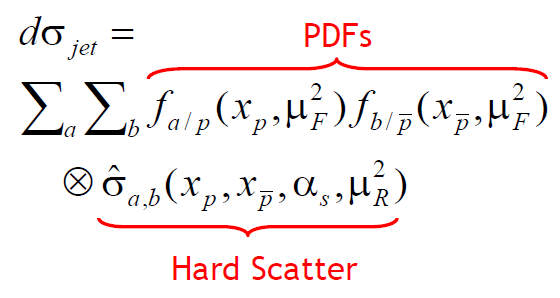 dσ_jet =
PDFs
∑_a ∑_b f_{a/p}(x_p, μ_F^2) f_{b/p̅}(x_p̅, μ_F^2)
⊗ σ̂_{a,b}(x_p, x_p̅, α_s, μ_R^2)
Hard Scatter